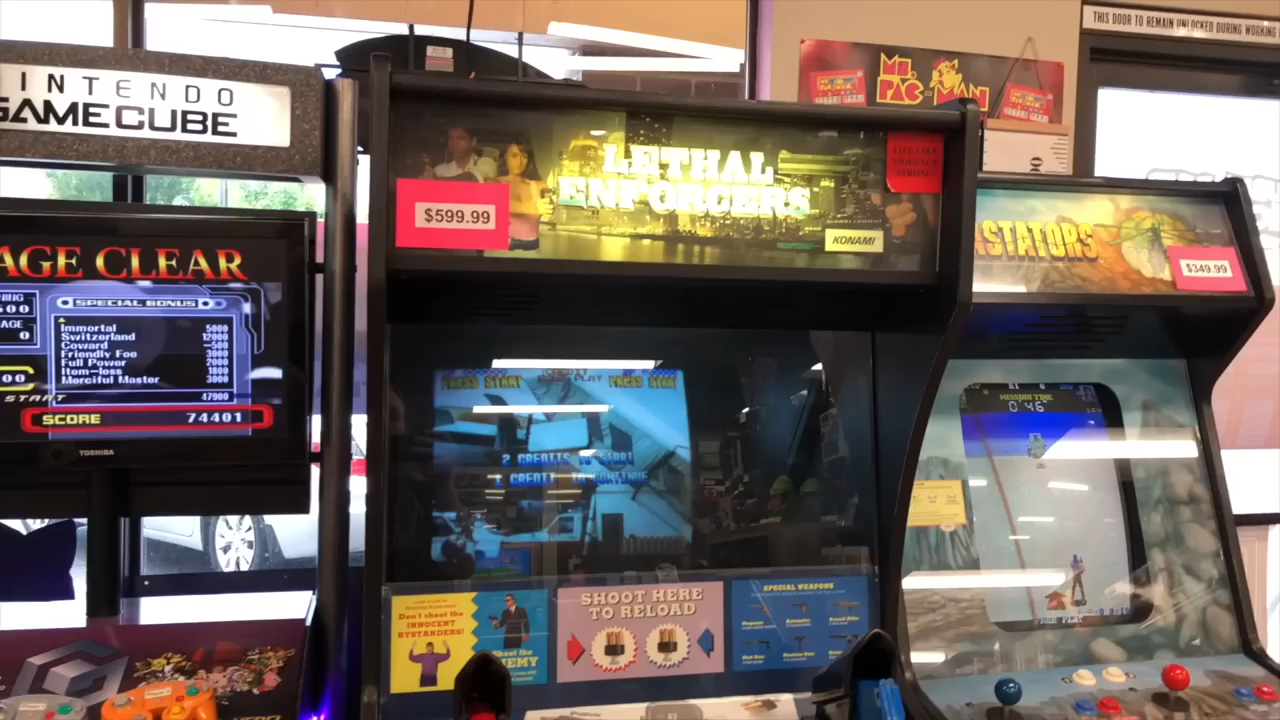 THIS DOOR TO REMAIN UNLOCKED DURING WORKING
MS.
PAC-MAN
INTENDO
GAMECUBE
LETHAL
ENFORCERS
$599.99
KONAMI
ASTATORS
$349.99
AGE CLEAR
SPECIAL BONUS
Immortal 5000
Switzerland 12000
Coward -500
Friendly Foe 3000
Full Power 2000
Item-less 1800
Merciful Master 3000
47900
START
SCORE 74401
TOSHIBA
PRESS START
PLAY
PRESS START
2 CREDITS TO START
1 CREDIT TO CONTINUE
MISSION TIME
0'46
FREE PLAY
Don't shoot the
INNOCENT
BYSTANDERS!
Shoot the
ENEMY
SHOOT HERE
TO RELOAD
SPECIAL WEAPONS